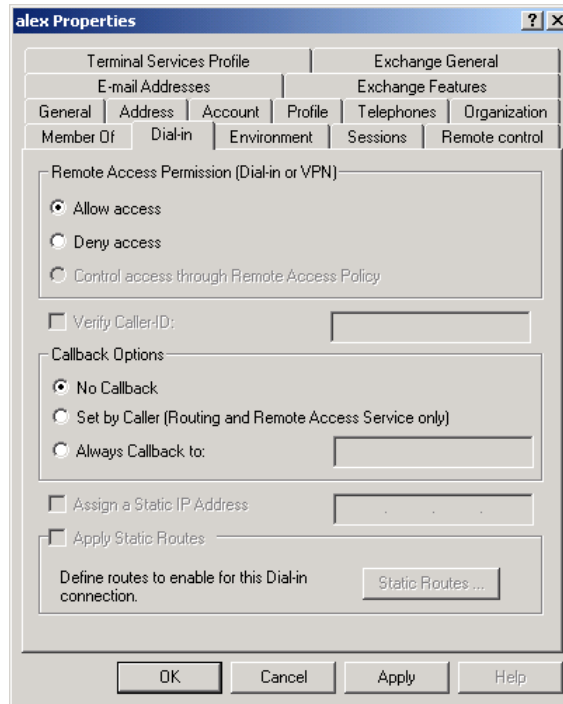 alex Properties
Terminal Services Profile Exchange General
E-mail Addresses Exchange Features
General Address Account Profile Telephones Organization
Member Of Dial-in Environment Sessions Remote control
Remote Access Permission (Dial-in or VPN)
Allow access
Deny access
Control access through Remote Access Policy
Verify Caller-ID:
Callback Options
No Callback
Set by Caller (Routing and Remote Access Service only)
Always Callback to:
Assign a Static IP Address
Apply Static Routes
Define routes to enable for this Dial-in
connection.
Static Routes ...
OK Cancel Apply Help